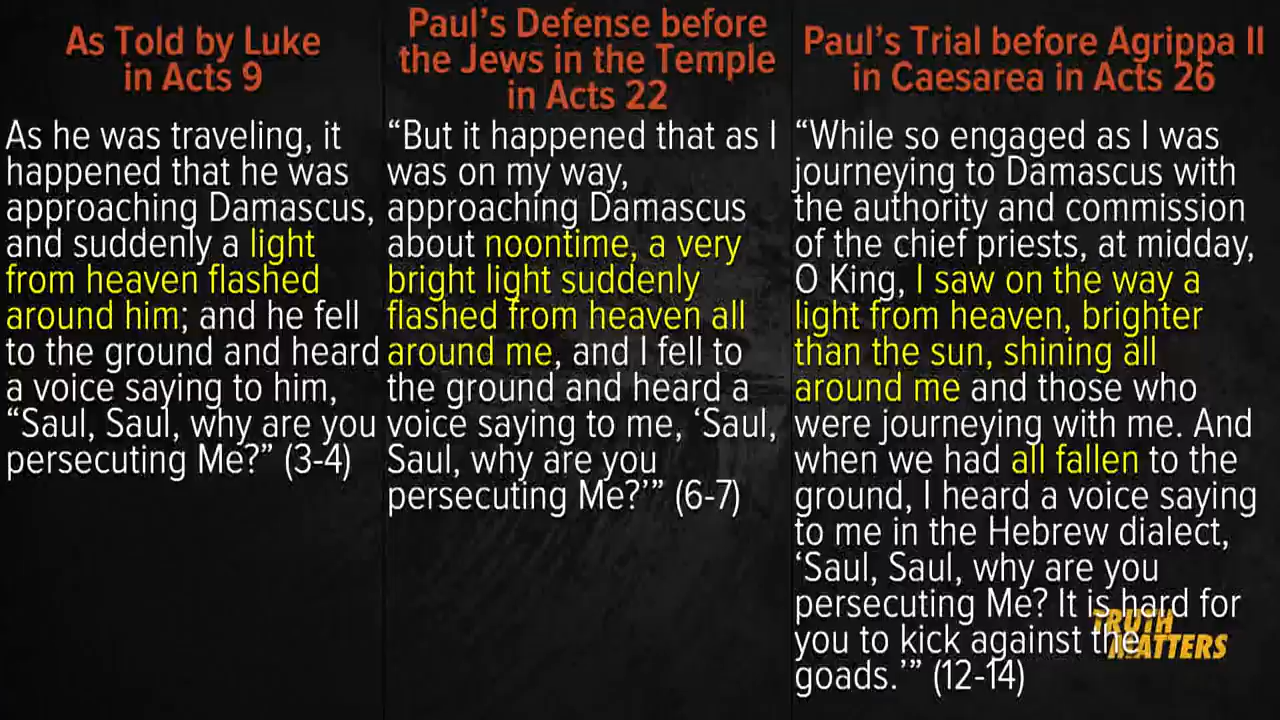 As Told by Luke
in Acts 9
As he was traveling, it
happened that he was
approaching Damascus,
and suddenly a light
from heaven flashed
around him; and he fell
to the ground and heard
a voice saying to him,
“Saul, Saul, why are you
persecuting Me?” (3-4)
Paul’s Defense before
the Jews in the Temple
in Acts 22
“But it happened that as I
was on my way,
approaching Damascus
about noontime, a very
bright light suddenly
flashed from heaven all
around me, and I fell to
the ground and heard a
voice saying to me, ‘Saul,
Saul, why are you
persecuting Me?’” (6-7)
Paul’s Trial before Agrippa II
in Caesarea in Acts 26
“While so engaged as I was
journeying to Damascus with
the authority and commission
of the chief priests, at midday,
O King, I saw on the way a
light from heaven, brighter
than the sun, shining all
around me and those who
were journeying with me. And
when we had all fallen to the
ground, I heard a voice saying
to me in the Hebrew dialect,
‘Saul, Saul, why are you
persecuting Me? It is hard for
you to kick against the
goads.’” (12-14)
TRUTH
MATTERS